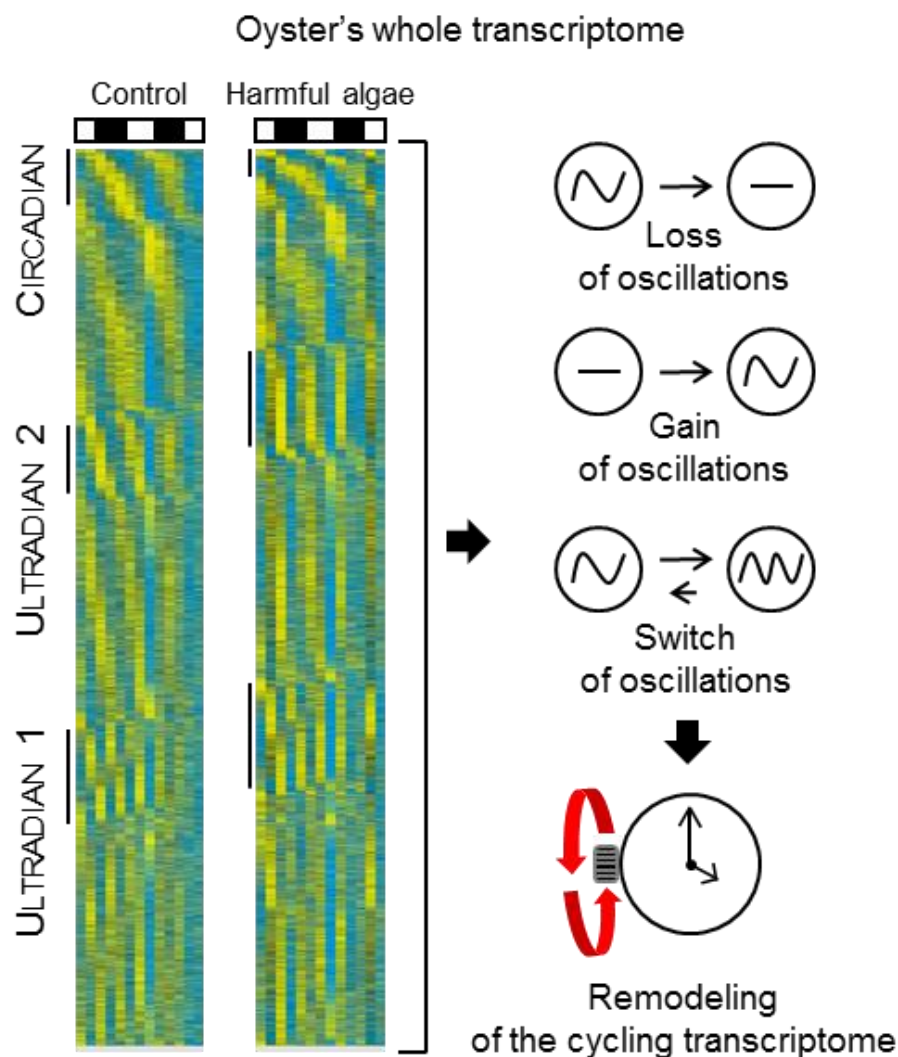 Oyster's whole transcriptome
Control
Harmful algae
CIRCADIAN
ULTRADIAN 2
ULTRADIAN 1
Loss
of oscillations
Gain
of oscillations
Switch
of oscillations
Remodeling
of the cycling transcriptome